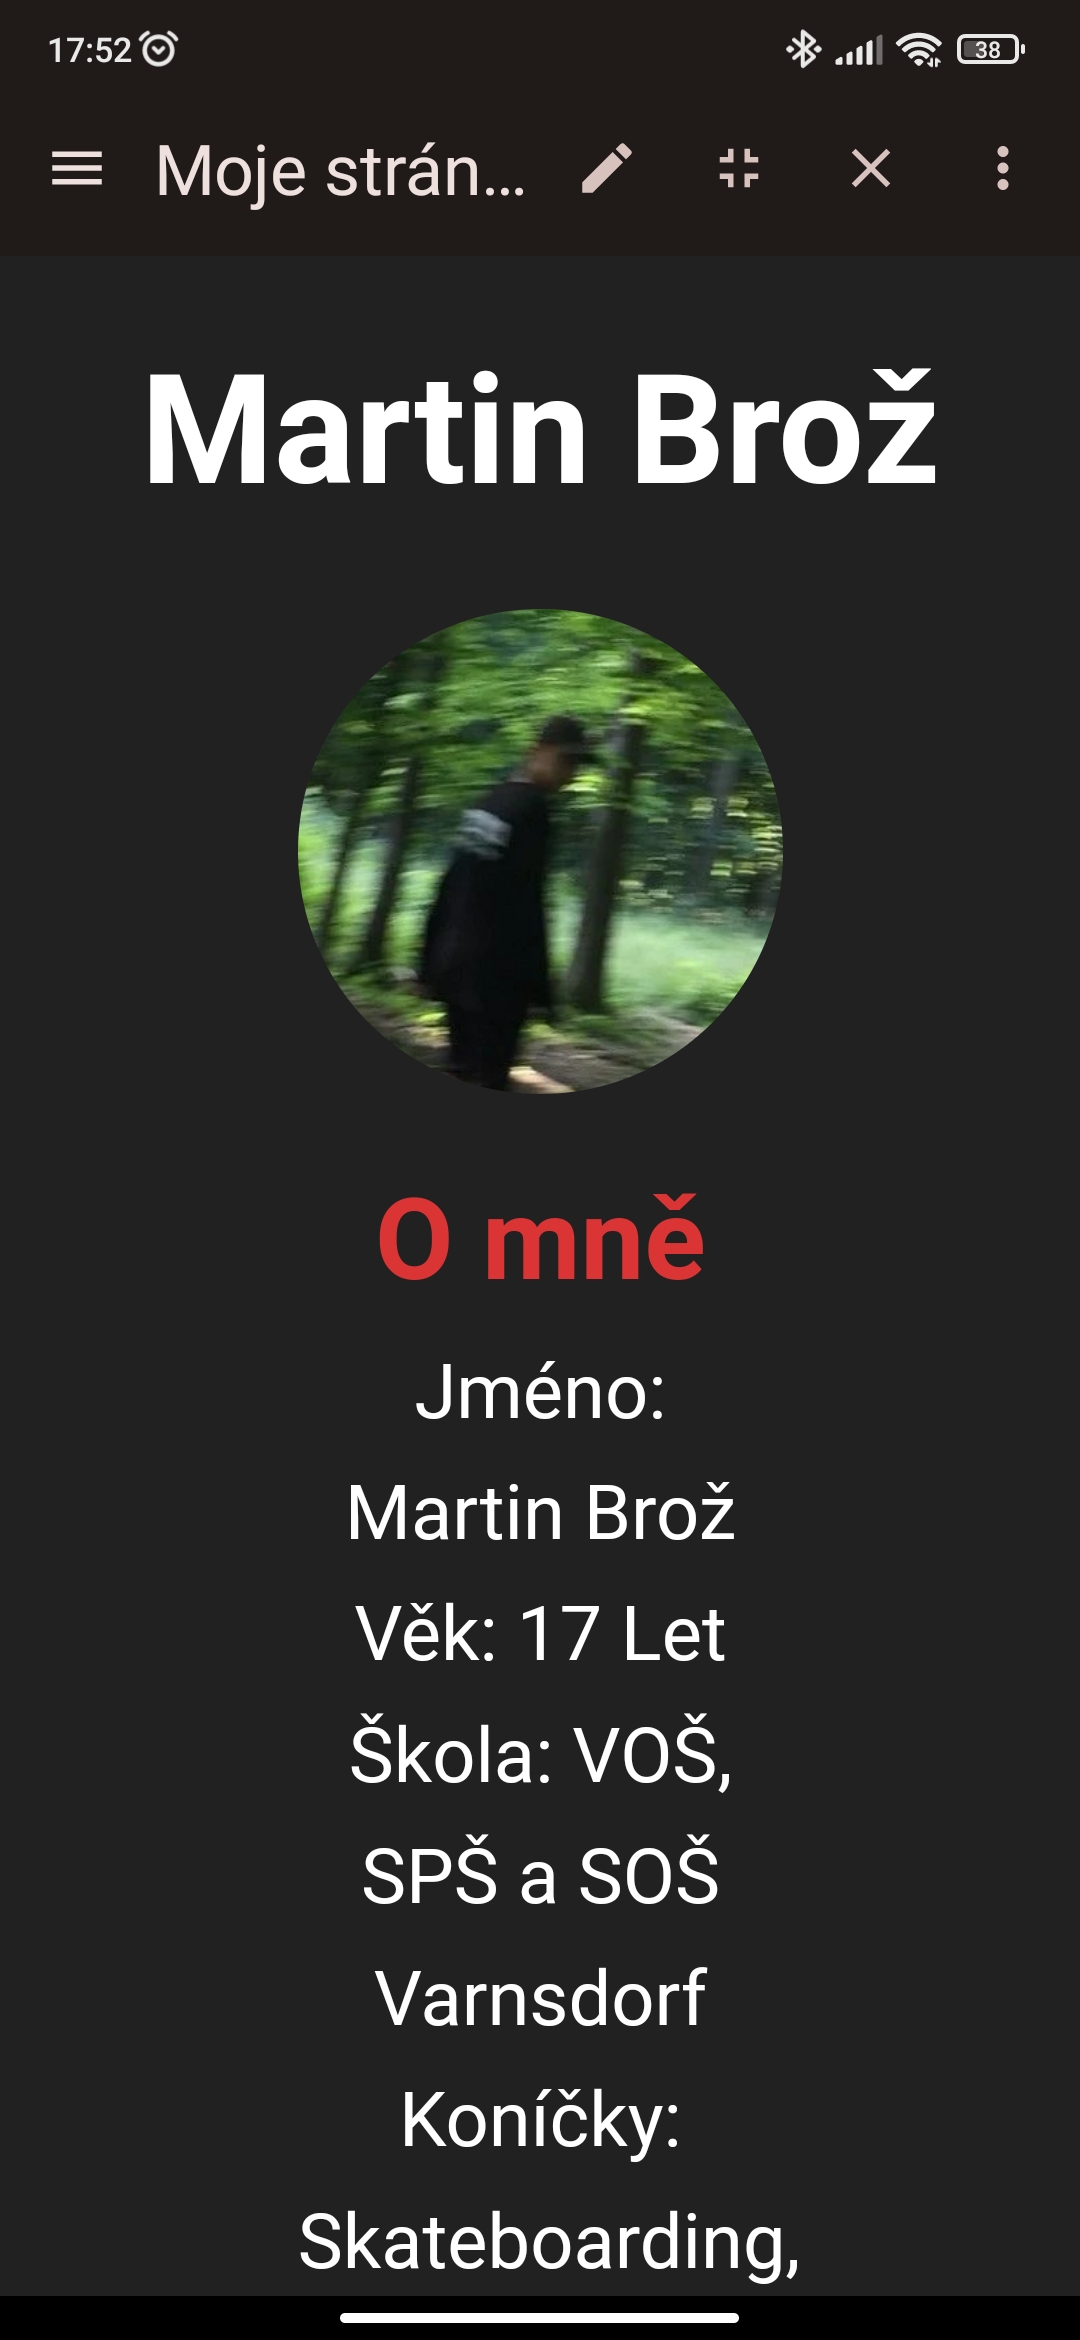 17:52
38
Moje strán...
Martin Brož
O mně
Jméno:
Martin Brož
Věk: 17 Let
Škola: VOŠ,
SPŠ a SOŠ
Varnsdorf
Koníčky:
Skateboarding,